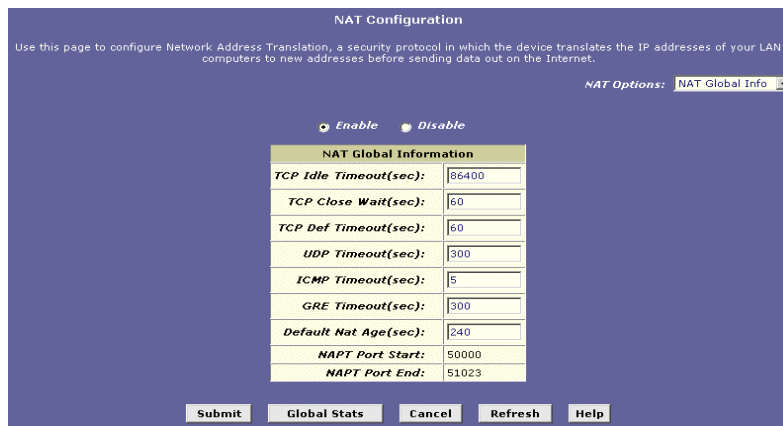 NAT Configuration
Use this page to configure Network Address Translation, a security protocol in which the device translates the IP addresses of your LAN
computers to new addresses before sending data out on the Internet.
NAT Options: NAT Global Info
Enable Disable
NAT Global Information
TCP Idle Timeout(sec): 86400
TCP Close Wait(sec): 60
TCP Def Timeout(sec): 60
UDP Timeout(sec): 300
ICMP Timeout(sec): 5
GRE Timeout(sec): 300
Default Nat Age(sec): 240
NAPT Port Start: 50000
NAPT Port End: 51023
Submit Global Stats Cancel Refresh Help